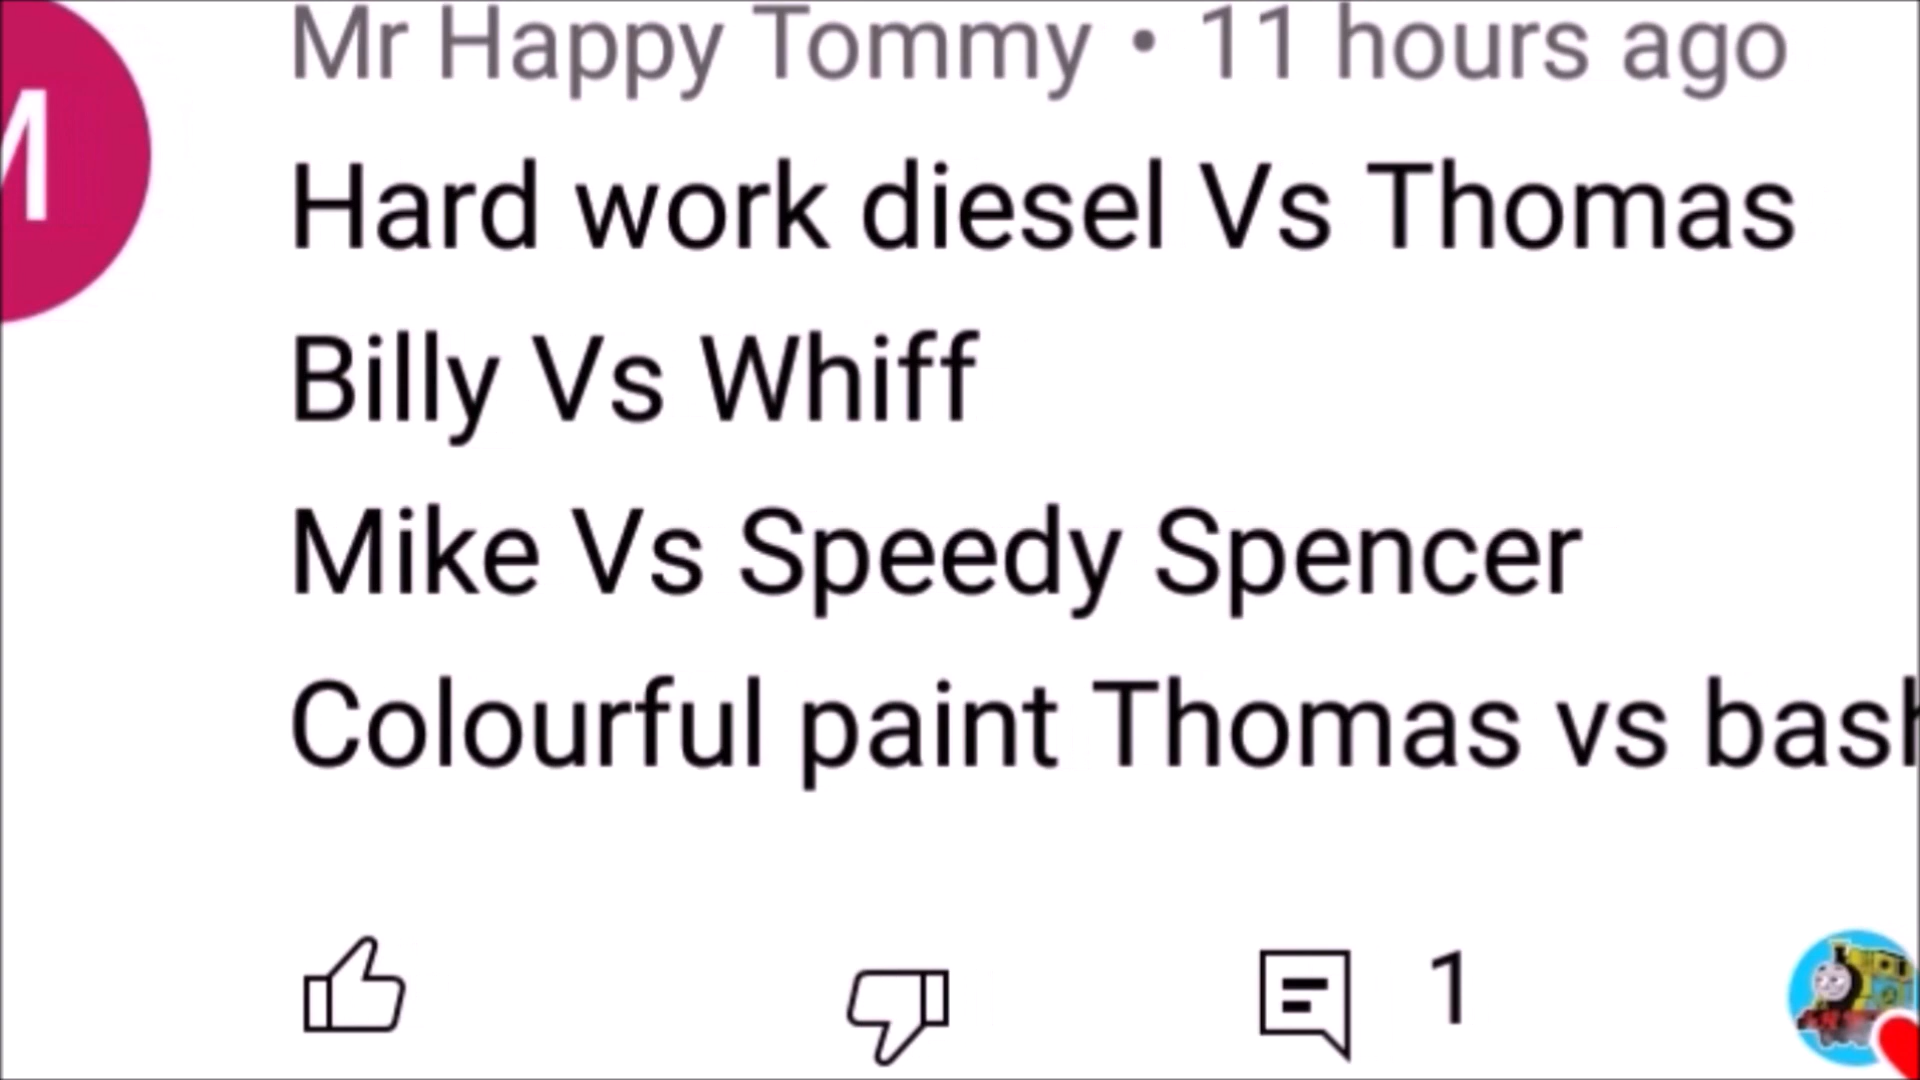 Mr Happy Tommy • 11 hours ago
Hard work diesel Vs Thomas
Billy Vs Whiff
Mike Vs Speedy Spencer
Colourful paint Thomas vs
1